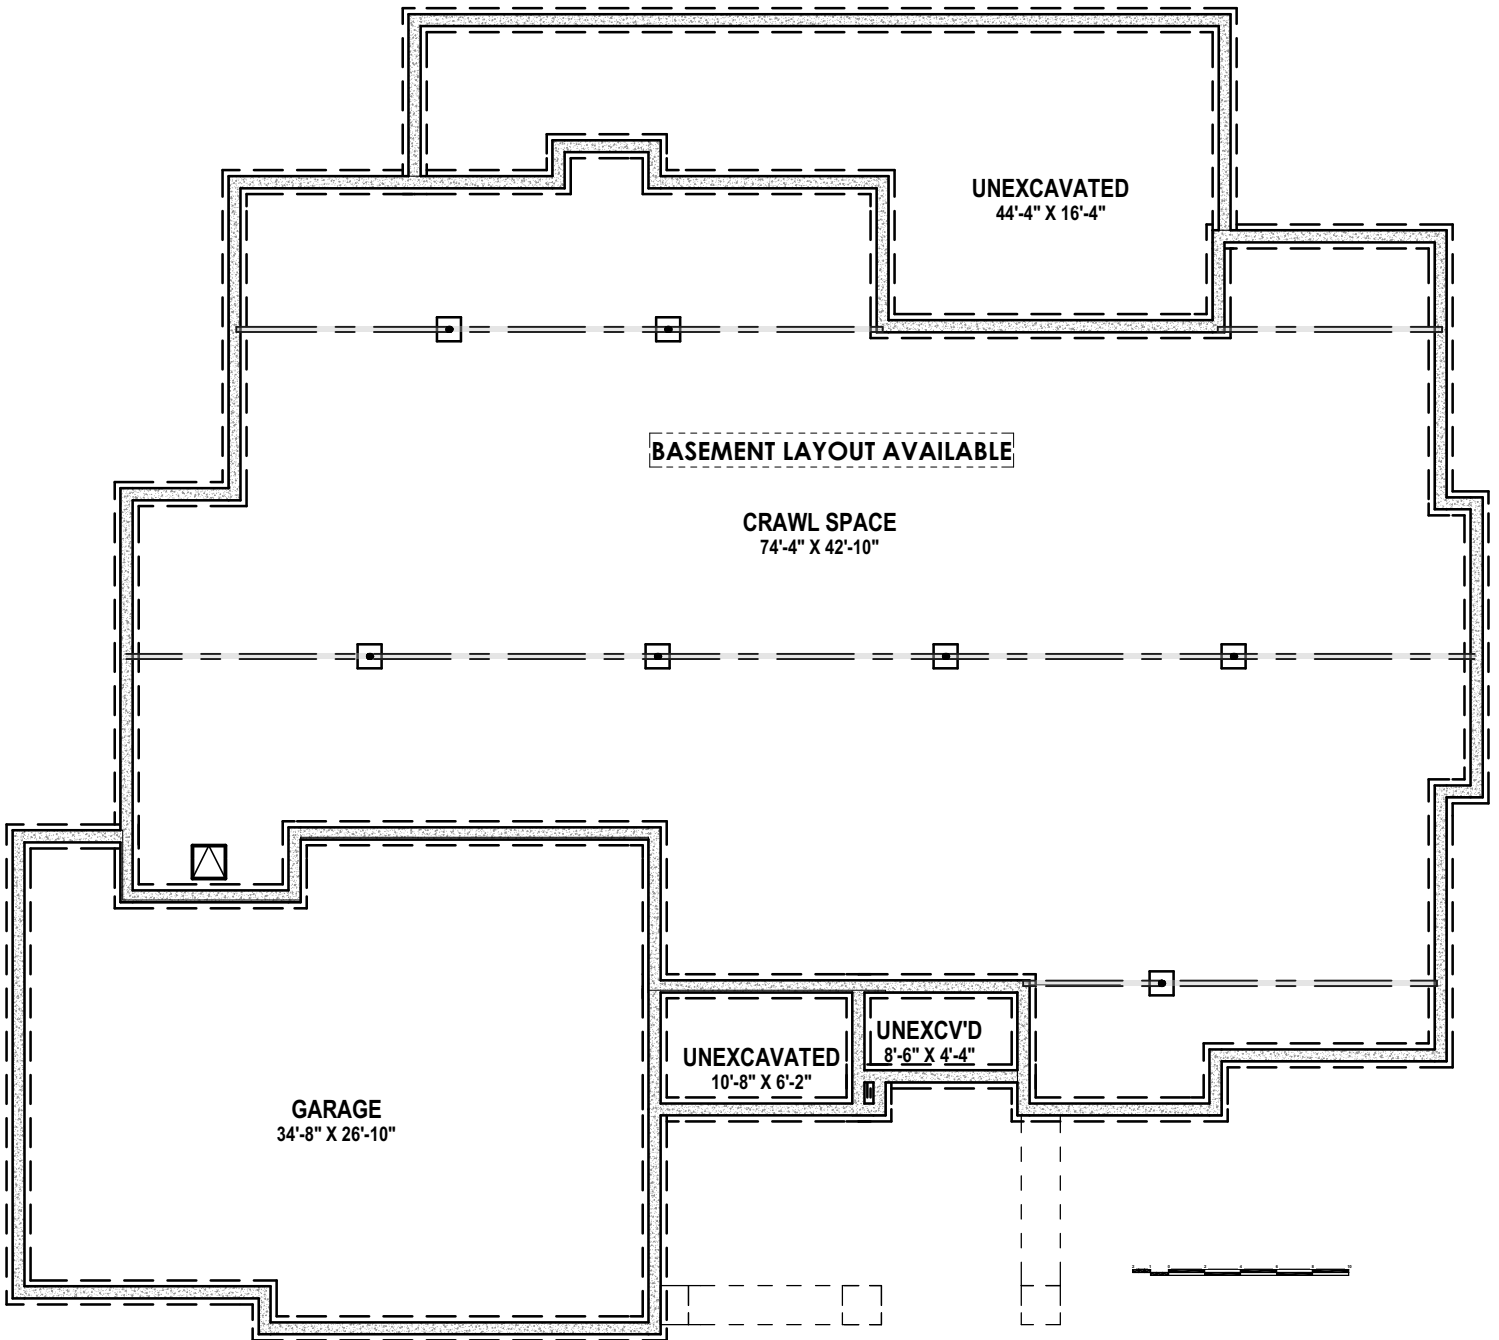 UNEXCAVATED
44'-4" X 16'-4"
BASEMENT LAYOUT AVAILABLE
CRAWL SPACE
74'-4" X 42'-10"
UNEXCV'D
8'-6" X 4'-4"
UNEXCAVATED
10'-8" X 6'-2"
GARAGE
34'-8" X 26'-10"